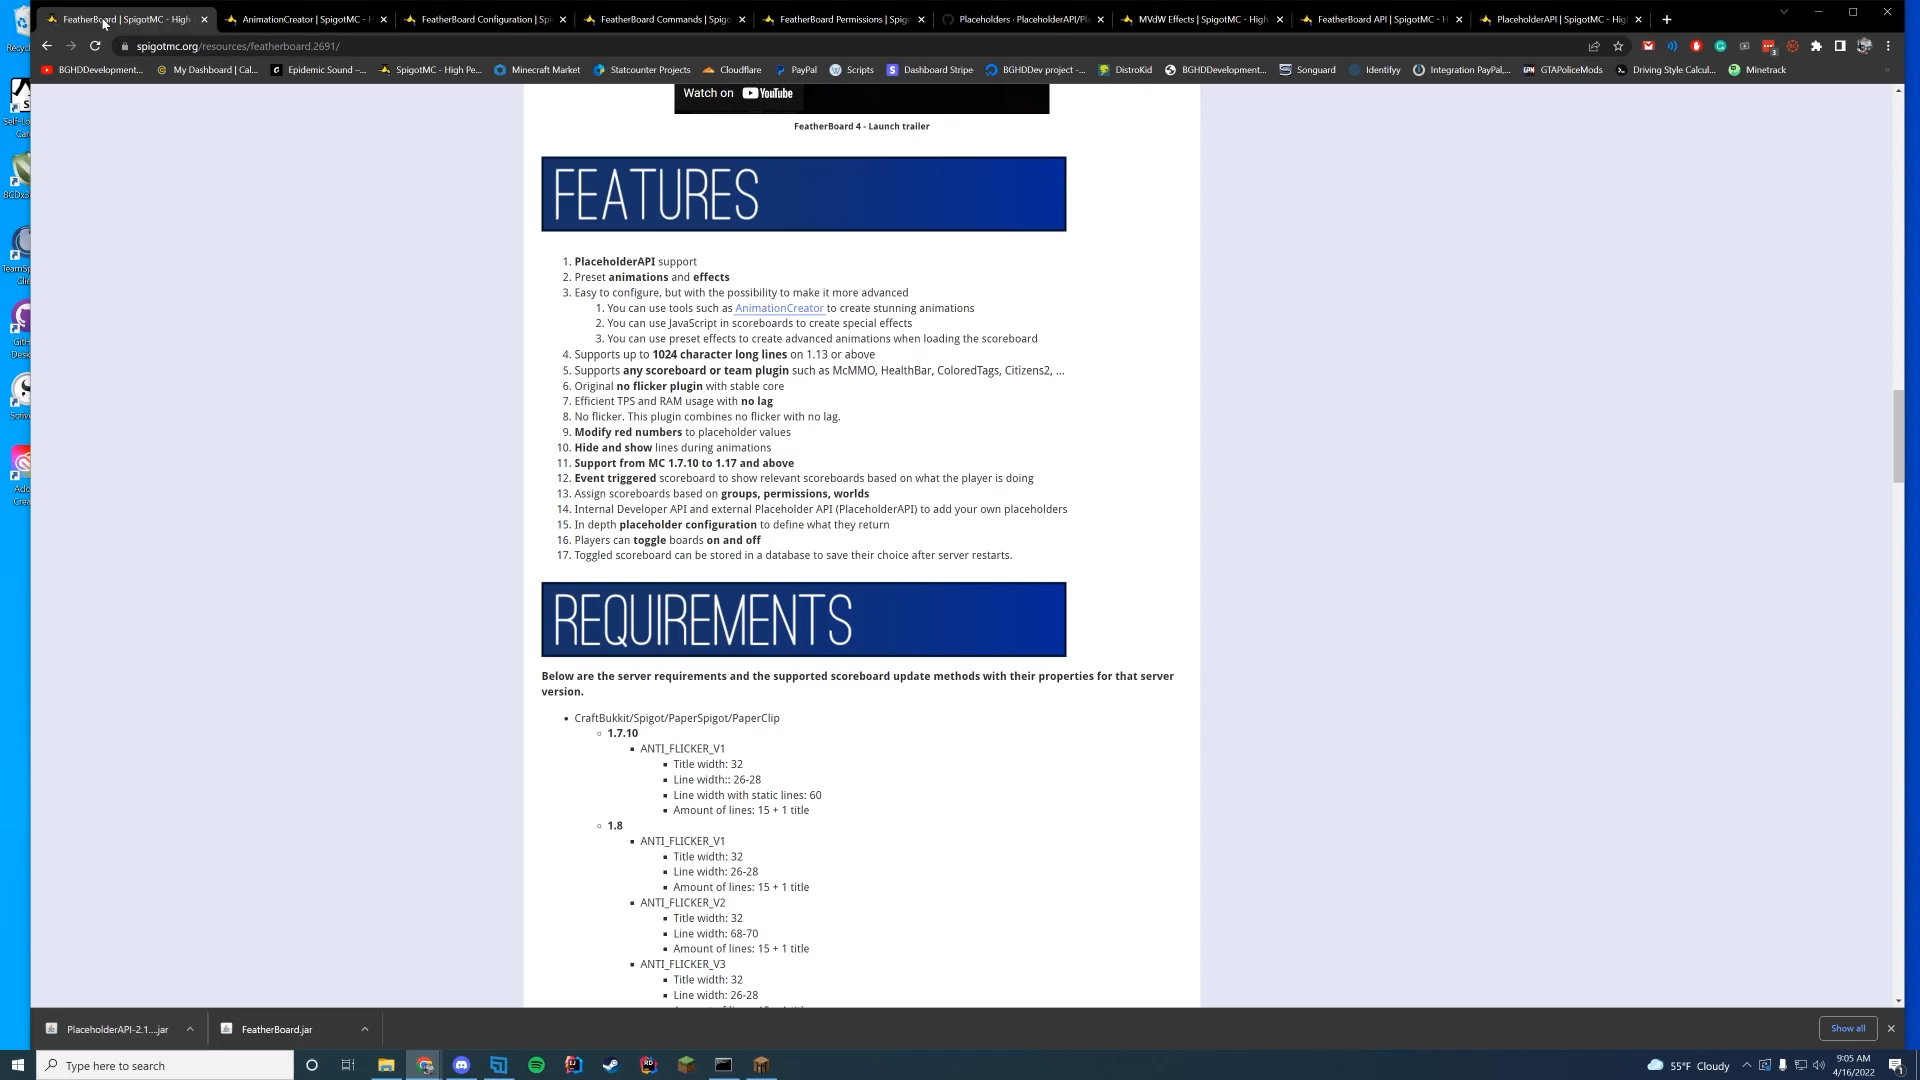 FeatherBoard | SpigotMC - High
AnimationCreator | SpigotMC - H
FeatherBoard Configuration | Spi
FeatherBoard Commands | Spigo
FeatherBoard Permissions | Spigo
Placeholders · PlaceholderAPI/Pl
MVdW Effects | SpigotMC - High
FeatherBoard API | SpigotMC - H
PlaceholderAPI | SpigotMC - Hig
spigotmc.org/resources/featherboard.2691/
BGHDDevelopment...
My Dashboard | Cal...
Epidemic Sound –...
SpigotMC - High Pe...
Minecraft Market
Statcounter Projects
Cloudflare
PayPal
Scripts
Dashboard Stripe
BGHDDev project -...
DistroKid
BGHDDevelopment...
Songuard
Identifyy
Integration PayPal,...
GTAPoliceMods
Driving Style Calcul...
Minetrack
Watch on YouTube
FeatherBoard 4 - Launch trailer
FEATURES
1. PlaceholderAPI support
2. Preset animations and effects
3. Easy to configure, but with the possibility to make it more advanced
1. You can use tools such as AnimationCreator to create stunning animations
2. You can use JavaScript in scoreboards to create special effects
3. You can use preset effects to create advanced animations when loading the scoreboard
4. Supports up to 1024 character long lines on 1.13 or above
5. Supports any scoreboard or team plugin such as McMMO, HealthBar, ColoredTags, Citizens2, ...
6. Original no flicker plugin with stable core
7. Efficient TPS and RAM usage with no lag
8. No flicker. This plugin combines no flicker with no lag.
9. Modify red numbers to placeholder values
10. Hide and show lines during animations
11. Support from MC 1.7.10 to 1.17 and above
12. Event triggered scoreboard to show relevant scoreboards based on what the player is doing
13. Assign scoreboards based on groups, permissions, worlds
14. Internal Developer API and external Placeholder API (PlaceholderAPI) to add your own placeholders
15. In depth placeholder configuration to define what they return
16. Players can toggle boards on and off
17. Toggled scoreboard can be stored in a database to save their choice after server restarts.
REQUIREMENTS
Below are the server requirements and the supported scoreboard update methods with their properties for that server
version.
CraftBukkit/Spigot/PaperSpigot/PaperClip
1.7.10
ANTI_FLICKER_V1
Title width: 32
Line width:: 26-28
Line width with static lines: 60
Amount of lines: 15 + 1 title
1.8
ANTI_FLICKER_V1
Title width: 32
Line width: 26-28
Amount of lines: 15 + 1 title
ANTI_FLICKER_V2
Title width: 32
Line width: 68-70
Amount of lines: 15 + 1 title
ANTI_FLICKER_V3
Title width: 32
Line width: 26-28
PlaceholderAPI-2.1....jar
FeatherBoard.jar
Show all
Type here to search
55°F Cloudy
9:05 AM
4/16/2022